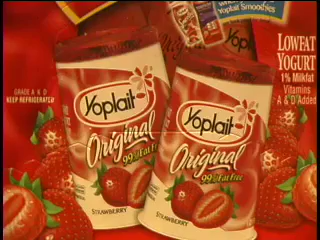 Yoplait Smoothies
LOWFAT
YOGURT
1% Milkfat
Vitamins
A & D Added
GRADE A K D
KEEP REFRIGERATED
Yoplait
Original
99% Fat Free
STRAWBERRY
Yoplait
Original
99% Fat Free
STRAWBERRY